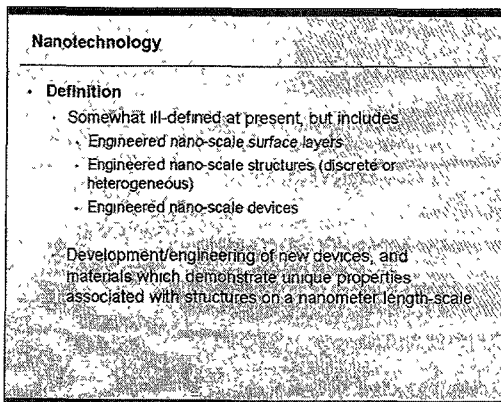 Nanotechnology
• Definition
• Somewhat ill-defined at present, but includes
• Engineered nano-scale surface layers
• Engineered nano-scale structures (discrete or
heterogeneous)
• Engineered nano-scale devices
Development/engineering of new devices, and
materials which demonstrate unique properties
associated with structures on a nanometer length-scale